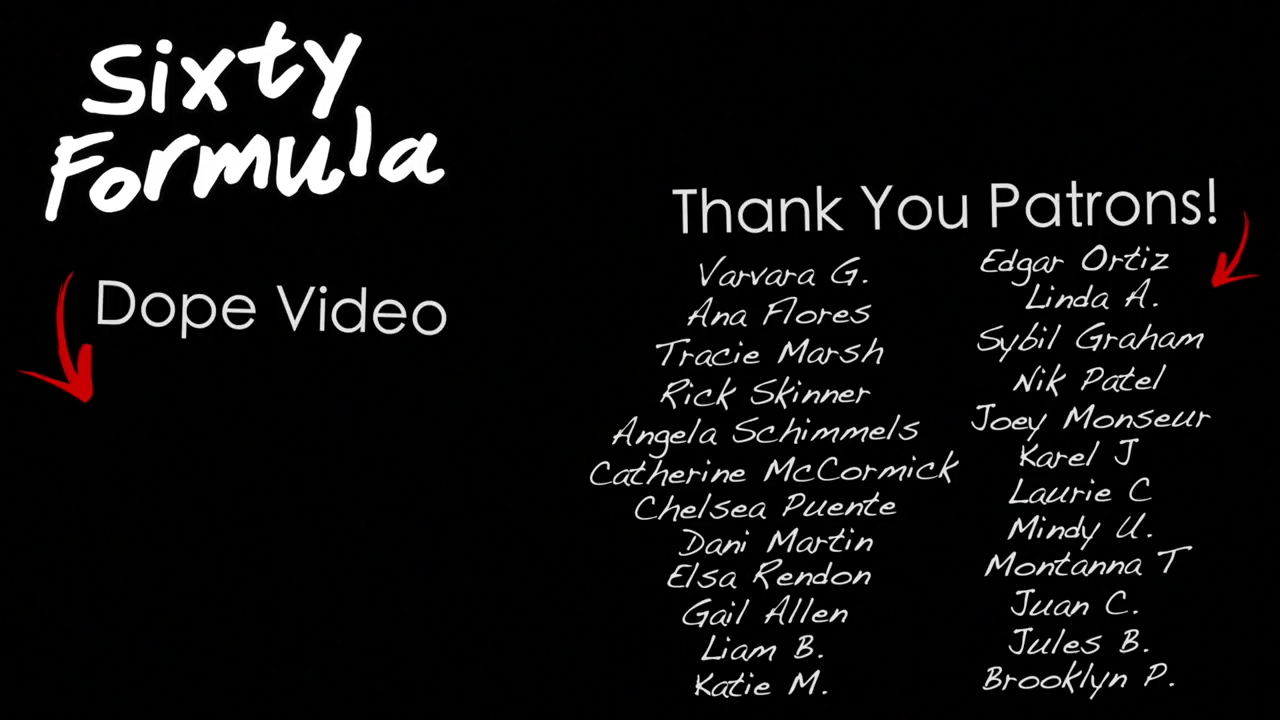 Sixty
Formula
Dope Video
Thank You Patrons!
Varvara G.
Ana Flores
Tracie Marsh
Rick Skinner
Angela Schimmels
Catherine McCormick
Chelsea Puente
Dani Martin
Elsa Rendon
Gail Allen
Liam B.
Katie M.
Edgar Ortiz
Linda A.
Sybil Graham
Nik Patel
Joey Monseur
Karel J
Laurie C
Mindy U.
Montanna T
Juan C.
Jules B.
Brooklyn P.